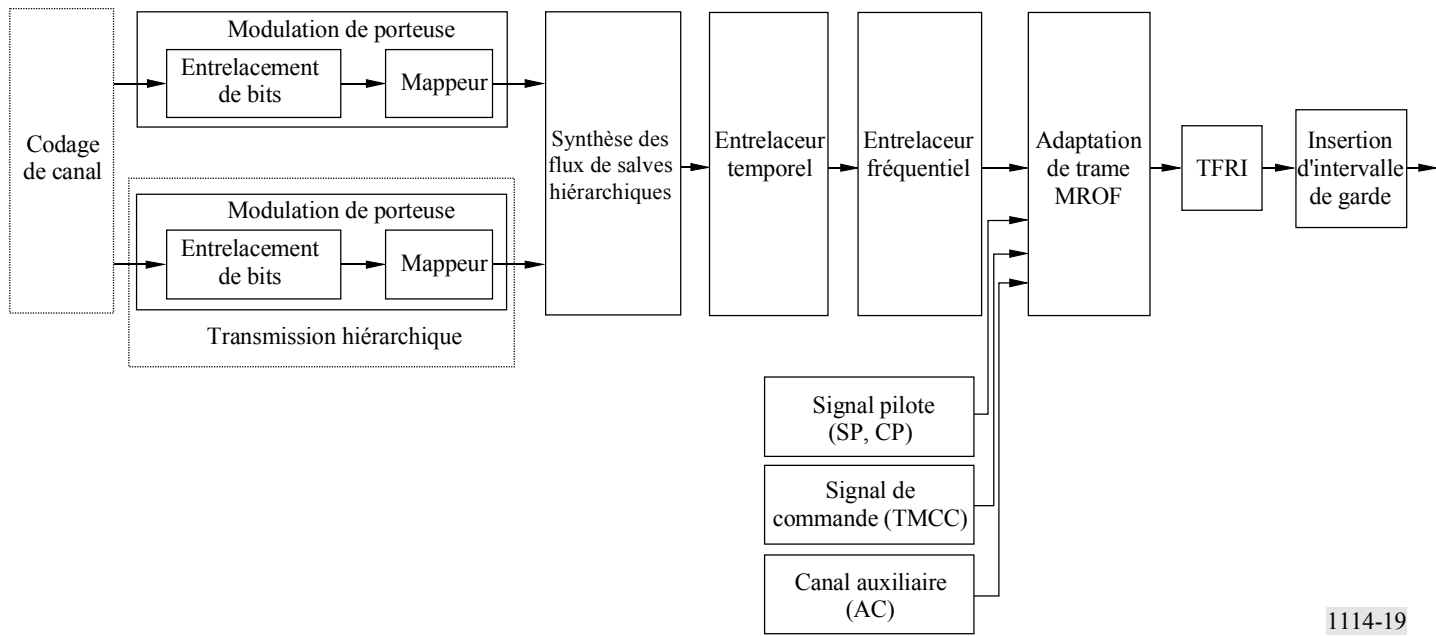 Codage
de canal
Modulation de porteuse
Entrelacement
de bits
Mappeur
Modulation de porteuse
Entrelacement
de bits
Mappeur
Transmission hiérarchique
Synthèse des
flux de salves
hiérarchiques
Entrelaceur
temporel
Entrelaceur
fréquentiel
Adaptation
de trame
MROF
TFRI
Insertion
d'intervalle
de garde
Signal pilote
(SP, CP)
Signal de
commande (TMCC)
Canal auxiliaire
(AC)
1114-19